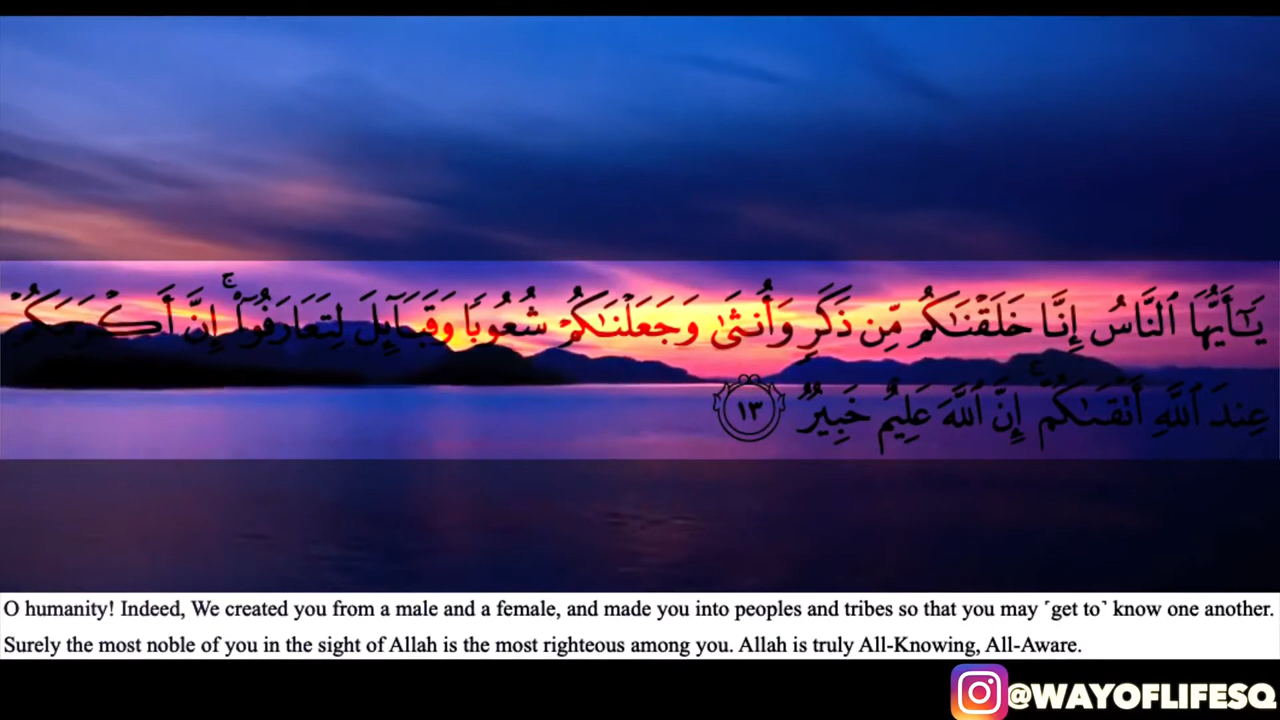 يَـٰٓأَيُّهَا ٱلنَّاسُ إِنَّا خَلَقْنَـٰكُم مِّن ذَكَرٍ وَأُنثَىٰ وَجَعَلْنَـٰكُمْ شُعُوبًا وَقَبَآئِلَ لِتَعَارَفُوٓا۟ ۚ إِنَّ أَكْرَمَكُمْ
عِندَ ٱللَّهِ أَتْقَىٰكُمْ ۚ إِنَّ ٱللَّهَ عَلِيمٌ خَبِيرٌ ١٣
O humanity! Indeed, We created you from a male and a female, and made you into peoples and tribes so that you may ˹get to˺ know one another.
Surely the most noble of you in the sight of Allah is the most righteous among you. Allah is truly All-Knowing, All-Aware.
@WAYOFLIFESQ